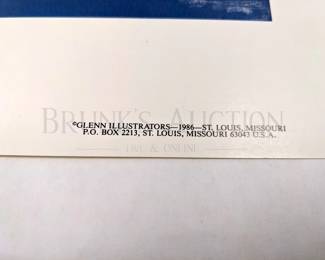 BRUNK'S AUCTION
©GLENN ILLUSTRATORS—1986—ST. LOUIS, MISSOURI
P.O. BOX 2213, ST. LOUIS, MISSOURI 63043 U.S.A.
LIVE & ONLINE